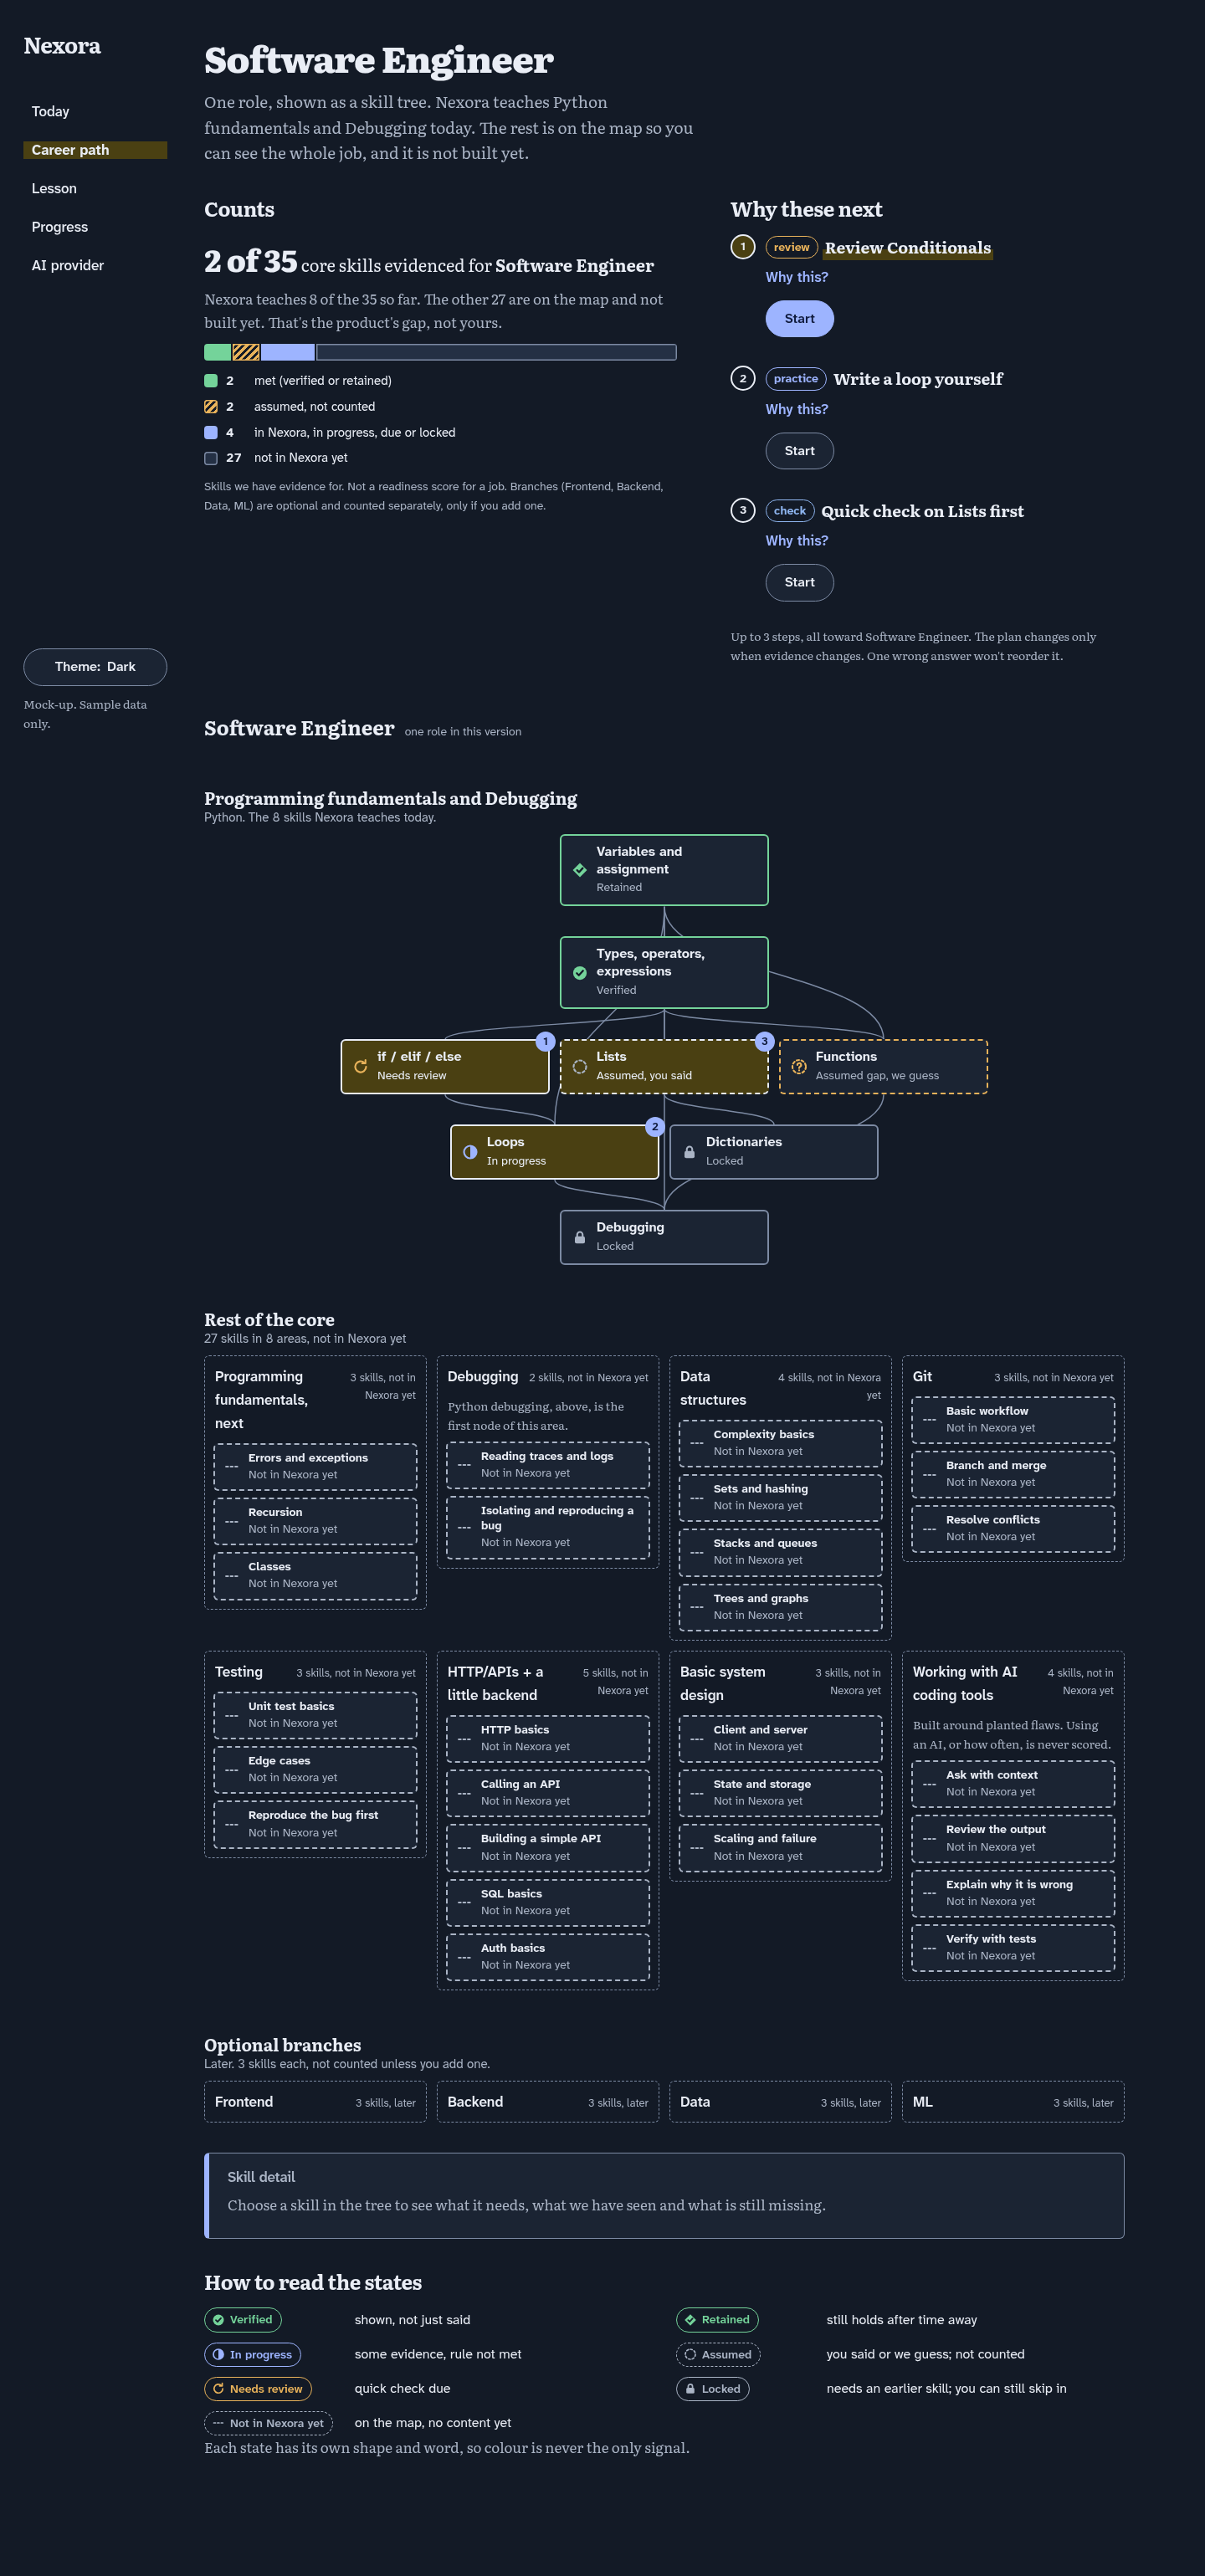 Nexora
Today
Career path
Lesson
Progress
AI provider
Theme: Dark
Mock-up. Sample data
only.
Software Engineer
One role, shown as a skill tree. Nexora teaches Python
fundamentals and Debugging today. The rest is on the map so you
can see the whole job, and it is not built yet.
Counts
2 of 35 core skills evidenced for Software Engineer
Nexora teaches 8 of the 35 so far. The other 27 are on the map and not
built yet. That's the product's gap, not yours.
2 met (verified or retained)
2 assumed, not counted
4 in Nexora, in progress, due or locked
27 not in Nexora yet
Skills we have evidence for. Not a readiness score for a job. Branches (Frontend, Backend,
Data, ML) are optional and counted separately, only if you add one.
Why these next
1 review Review Conditionals
Why this?
Start
2 practice Write a loop yourself
Why this?
Start
3 check Quick check on Lists first
Why this?
Start
Up to 3 steps, all toward Software Engineer. The plan changes only
when evidence changes. One wrong answer won't reorder it.
Software Engineer one role in this version
Programming fundamentals and Debugging
Python. The 8 skills Nexora teaches today.
Variables and
assignment
Retained
Types, operators,
expressions
Verified
1
if / elif / else
Needs review
3
Lists
Assumed, you said
Functions
Assumed gap, we guess
2
Loops
In progress
Dictionaries
Locked
Debugging
Locked
Rest of the core
27 skills in 8 areas, not in Nexora yet
Programming
fundamentals,
next
3 skills, not in
Nexora yet
Errors and exceptions
Not in Nexora yet
Recursion
Not in Nexora yet
Classes
Not in Nexora yet
Debugging 2 skills, not in Nexora yet
Python debugging, above, is the
first node of this area.
Reading traces and logs
Not in Nexora yet
Isolating and reproducing a
bug
Not in Nexora yet
Data
structures
4 skills, not in Nexora
yet
Complexity basics
Not in Nexora yet
Sets and hashing
Not in Nexora yet
Stacks and queues
Not in Nexora yet
Trees and graphs
Not in Nexora yet
Git 3 skills, not in Nexora yet
Basic workflow
Not in Nexora yet
Branch and merge
Not in Nexora yet
Resolve conflicts
Not in Nexora yet
Testing 3 skills, not in Nexora yet
Unit test basics
Not in Nexora yet
Edge cases
Not in Nexora yet
Reproduce the bug first
Not in Nexora yet
HTTP/APIs + a
little backend
5 skills, not in
Nexora yet
HTTP basics
Not in Nexora yet
Calling an API
Not in Nexora yet
Building a simple API
Not in Nexora yet
SQL basics
Not in Nexora yet
Auth basics
Not in Nexora yet
Basic system
design
3 skills, not in
Nexora yet
Client and server
Not in Nexora yet
State and storage
Not in Nexora yet
Scaling and failure
Not in Nexora yet
Working with AI
coding tools
4 skills, not in
Nexora yet
Built around planted flaws. Using
an AI, or how often, is never scored.
Ask with context
Not in Nexora yet
Review the output
Not in Nexora yet
Explain why it is wrong
Not in Nexora yet
Verify with tests
Not in Nexora yet
Optional branches
Later. 3 skills each, not counted unless you add one.
Frontend 3 skills, later
Backend 3 skills, later
Data 3 skills, later
ML 3 skills, later
Skill detail
Choose a skill in the tree to see what it needs, what we have seen and what is still missing.
How to read the states
Verified shown, not just said
Retained still holds after time away
In progress some evidence, rule not met
Assumed you said or we guess; not counted
Needs review quick check due
Locked needs an earlier skill; you can still skip in
Not in Nexora yet on the map, no content yet
Each state has its own shape and word, so colour is never the only signal.